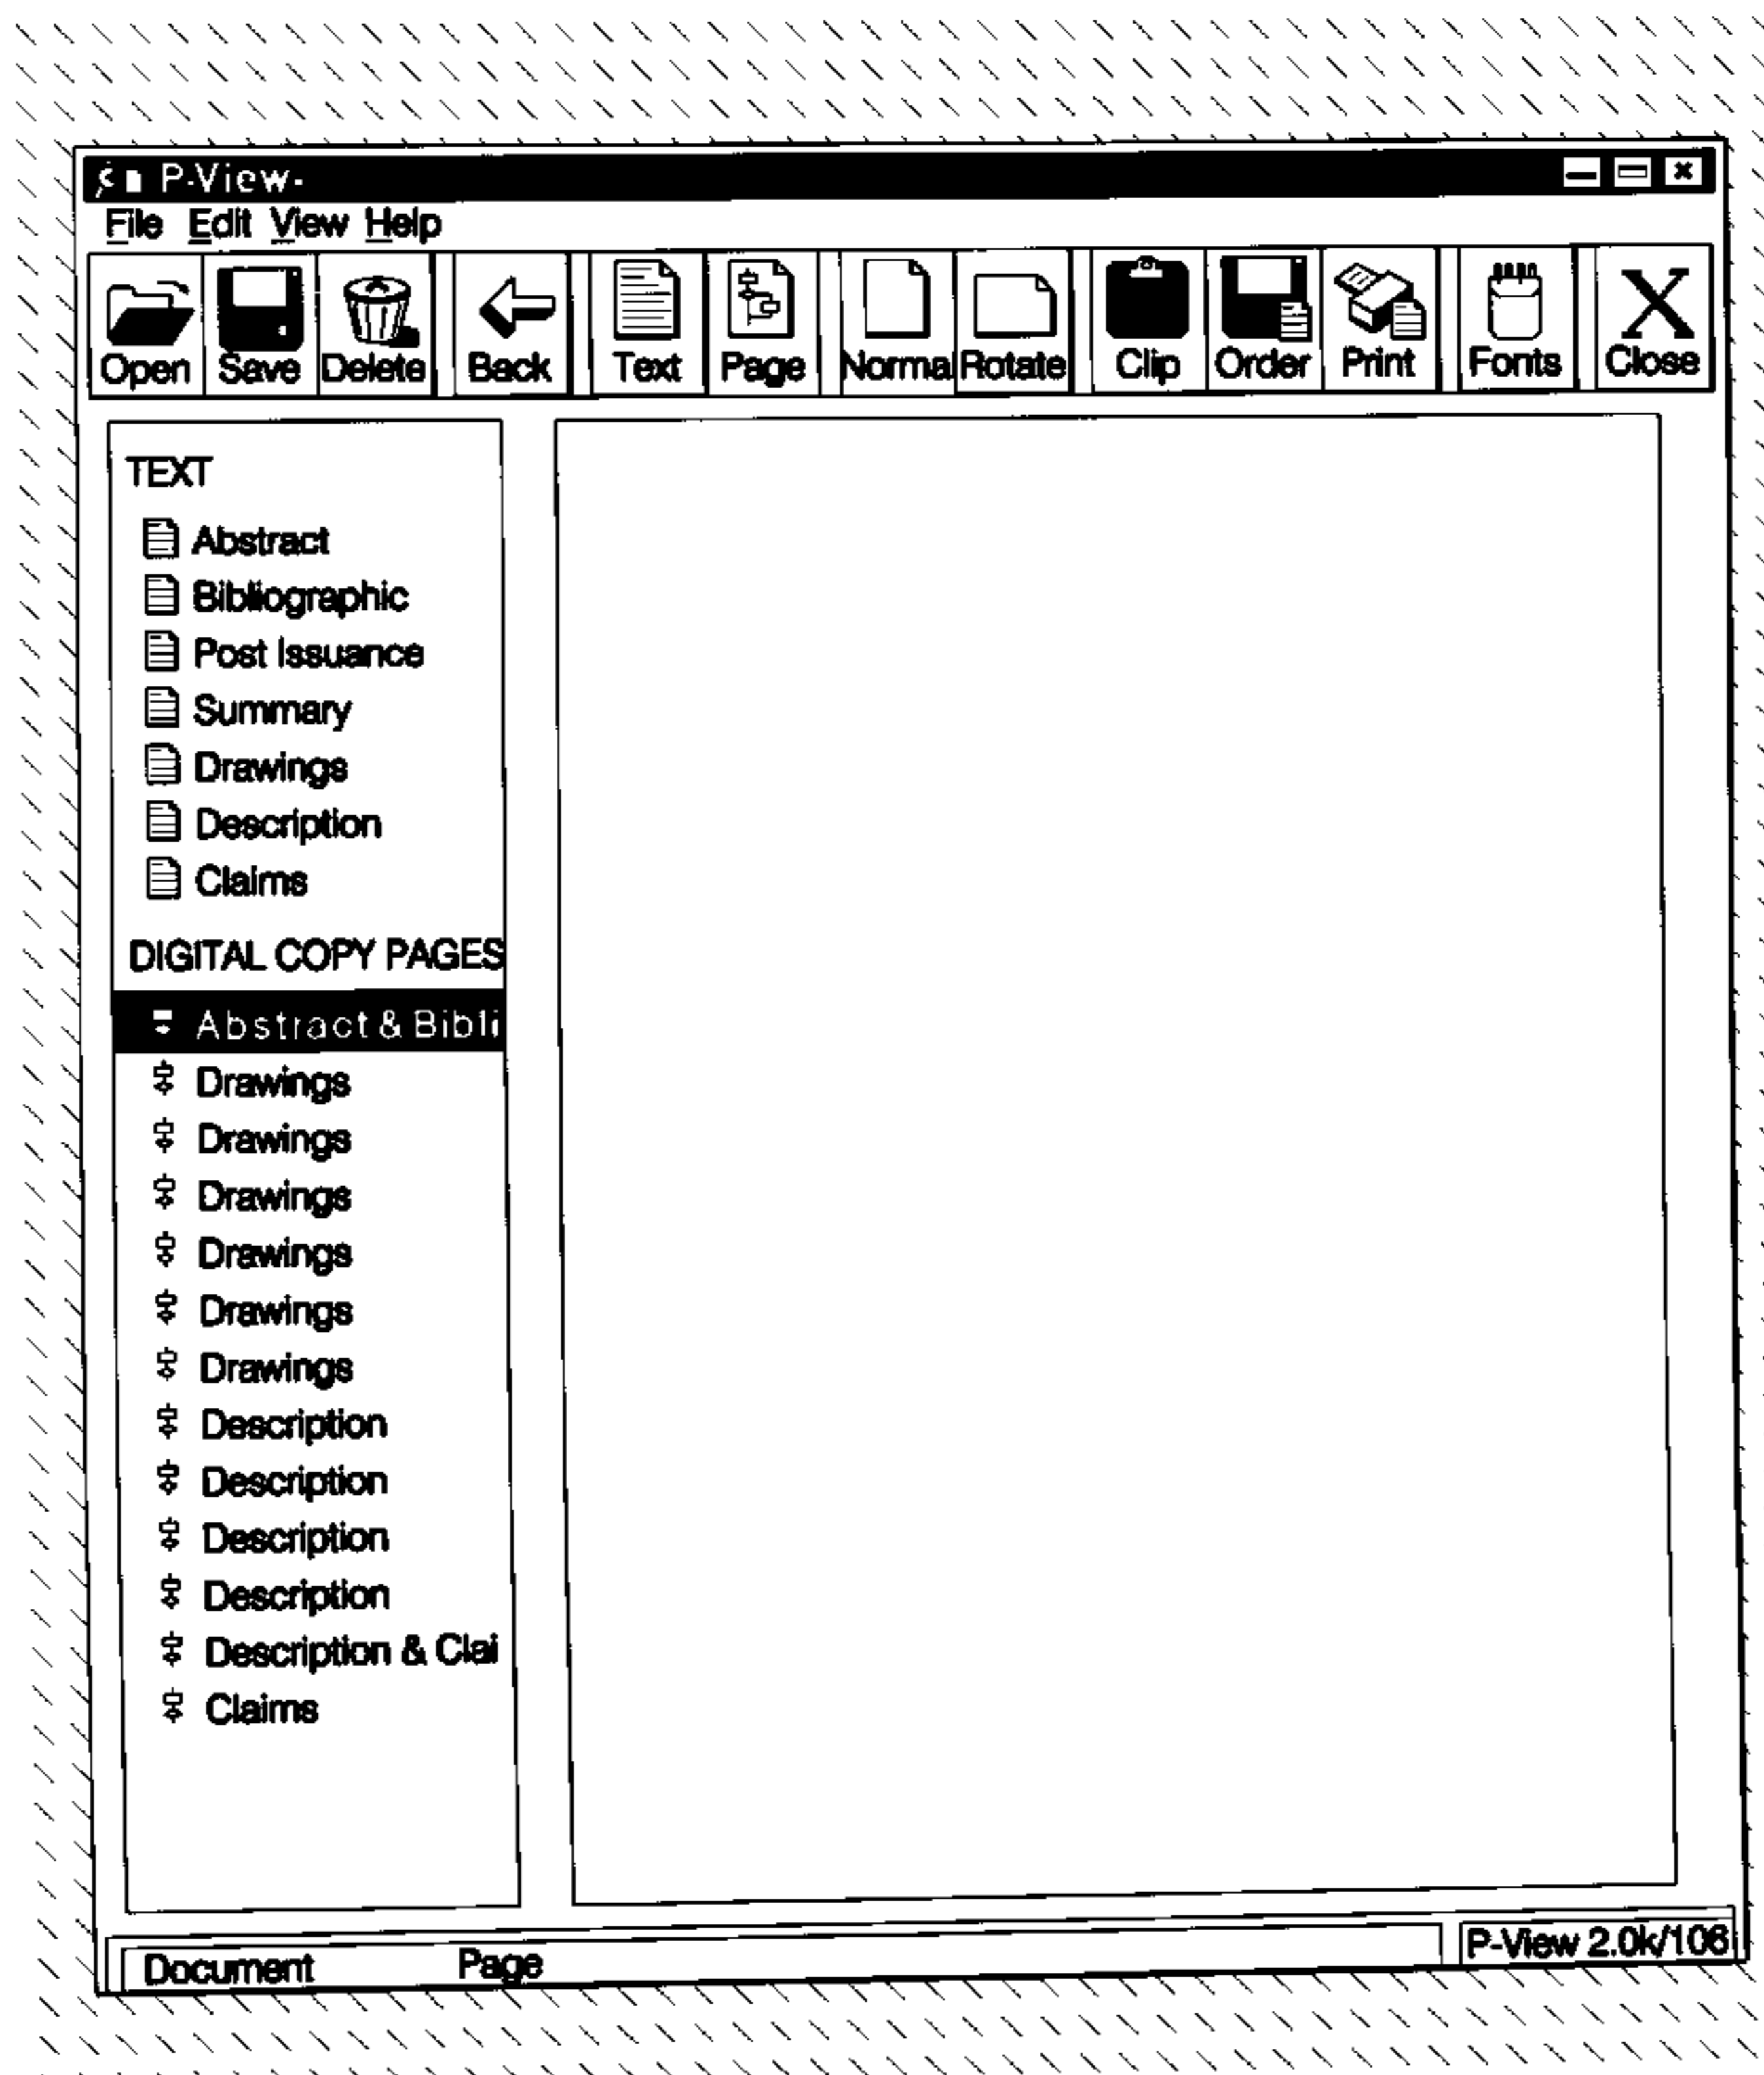 P-View-
File Edit View Help
Open Save Delete Back Text Page Norma Rotate Clip Order Print Fonts Close
TEXT
Abstract
Bibliographic
Post Issuance
Summary
Drawings
Description
Claims
DIGITAL COPY PAGES
Abstract & Bibli
Drawings
Drawings
Drawings
Drawings
Drawings
Drawings
Description
Description
Description
Description
Description & Clai
Claims
Document Page P-View 2.0k/106